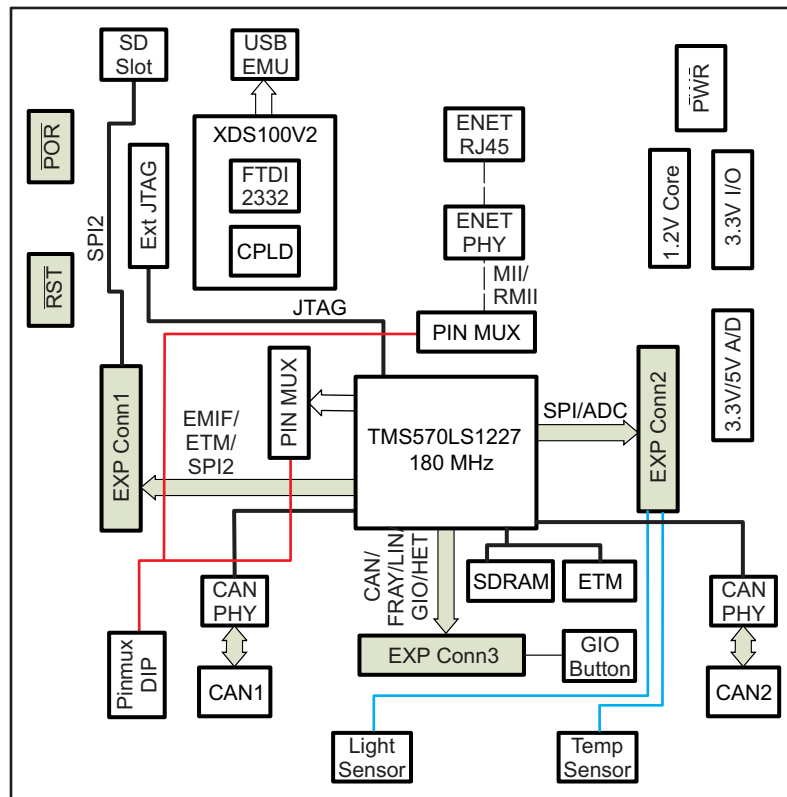 SD
Slot
USB
EMU
PWR
XDS100V2
FTDI
2332
CPLD
ENET
RJ45
ENET
PHY
MII/
RMII
PIN MUX
1.2V Core
3.3V I/O
3.3V/5V A/D
POR
RST
SPI2
Ext JTAG
JTAG
EXP Conn1
EMIF/
ETM/
SPI2
PIN MUX
TMS570LS1227
180 MHz
SPI/ADC
EXP Conn2
CAN/
FRAY/LIN/
GIO/HET
SDRAM
ETM
CAN
PHY
CAN
PHY
Pinmux
DIP
CAN1
EXP Conn3
GIO
Button
CAN2
Light
Sensor
Temp
Sensor